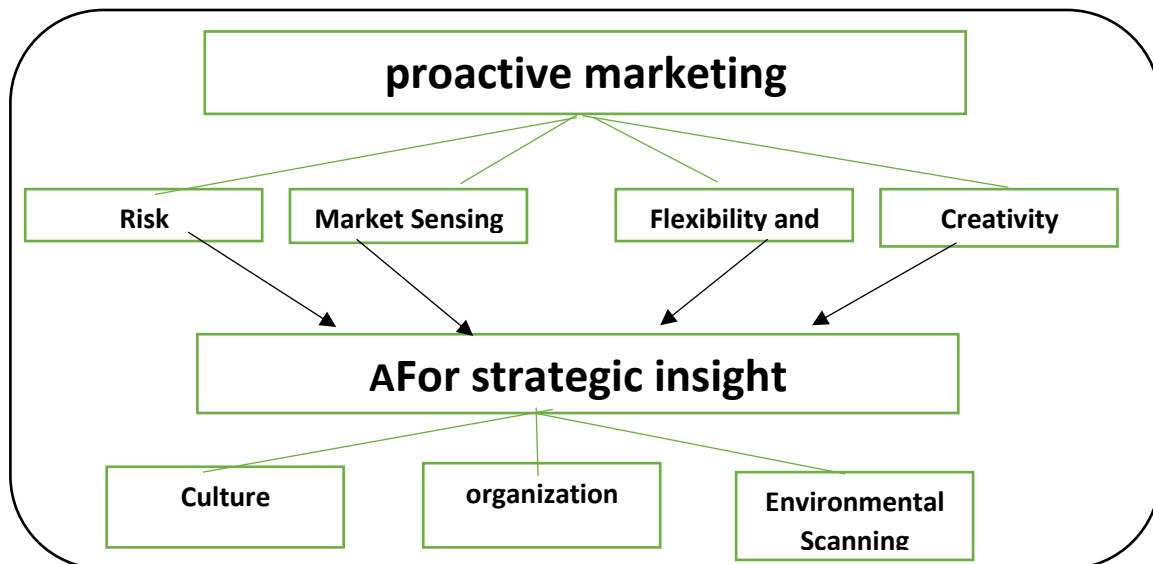 proactive marketing
Risk
Market Sensing
Flexibility and
Creativity
AFor strategic insight
Culture
organization
Environmental
Scanning